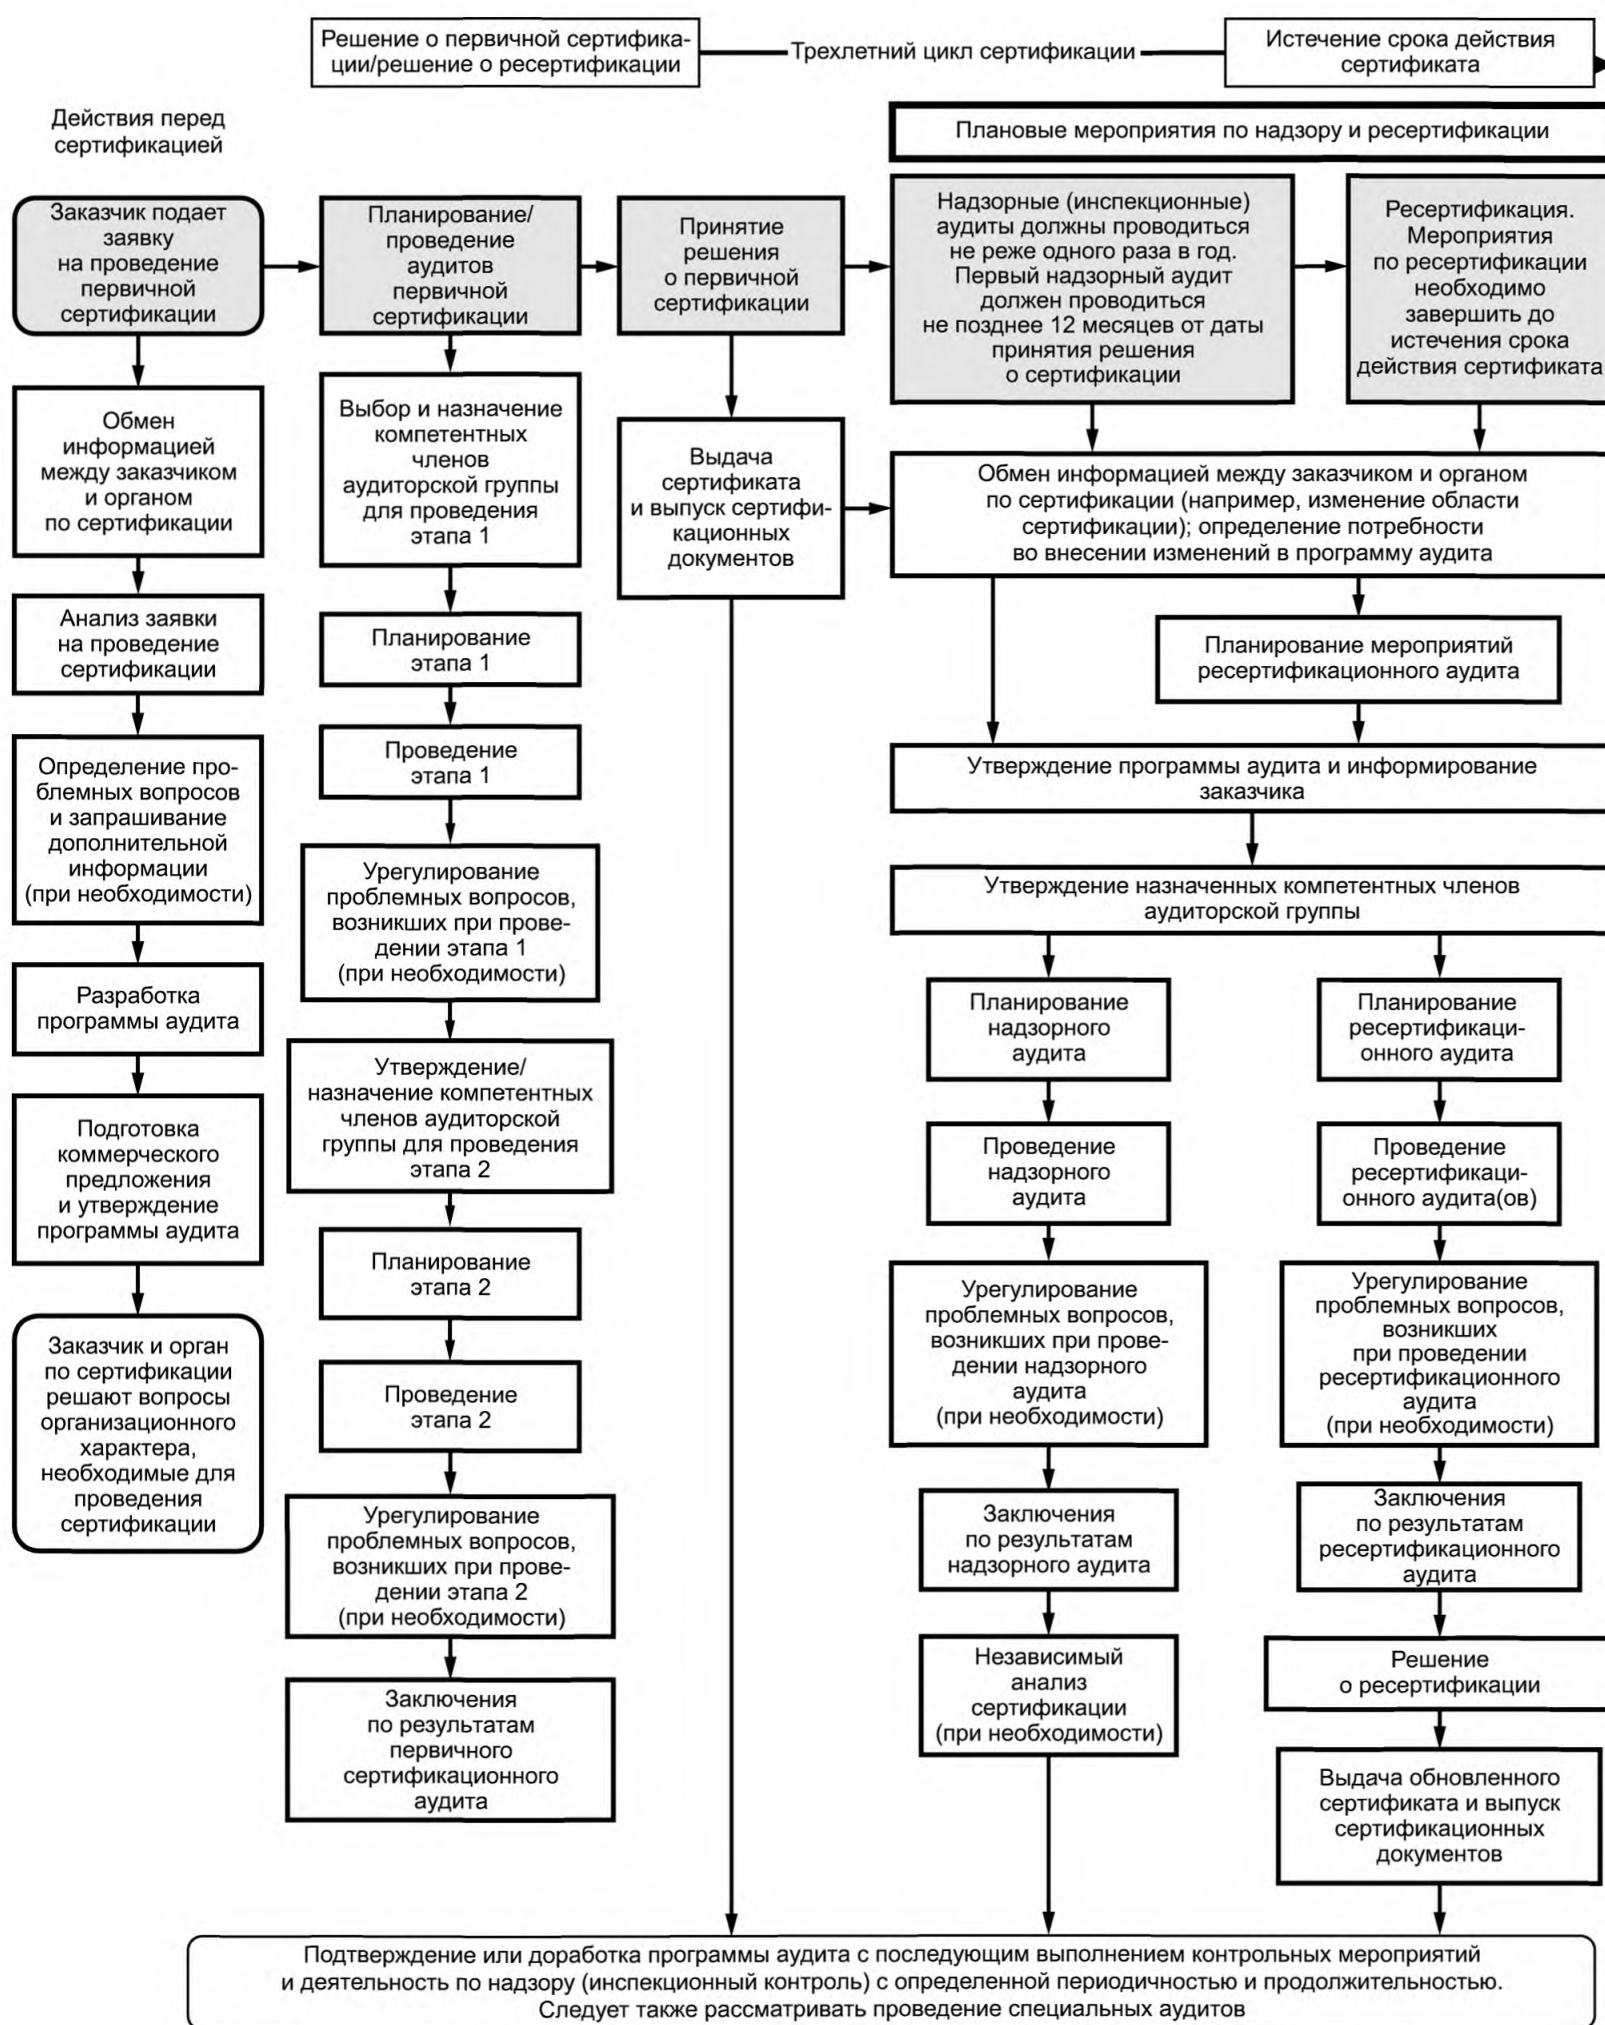 Решение о первичной сертифика-
ции/решение о ресертификации
Трехлетний цикл сертификации
Истечение срока действия
сертификата
Действия перед
сертификацией
Плановые мероприятия по надзору и ресертификации
Заказчик подает
заявку
на проведение
первичной
сертификации
Обмен
информацией
между заказчиком
и органом
по сертификации
Анализ заявки
на проведение
сертификации
Определение про-
блемных вопросов
и запрашивание
дополнительной
информации
(при необходимости)
Разработка
программы аудита
Подготовка
коммерческого
предложения
и утверждение
программы аудита
Заказчик и орган
по сертификации
решают вопросы
организационного
характера,
необходимые для
проведения
сертификации
Планирование/
проведение
аудитов
первичной
сертификации
Выбор и назначение
компетентных
членов
аудиторской группы
для проведения
этапа 1
Планирование
этапа 1
Проведение
этапа 1
Урегулирование
проблемных вопросов,
возникших при прове-
дении этапа 1
(при необходимости)
Утверждение/
назначение компетентных
членов аудиторской
группы для проведения
этапа 2
Планирование
этапа 2
Проведение
этапа 2
Урегулирование
проблемных вопросов,
возникших при прове-
дении этапа 2
(при необходимости)
Заключения
по результатам
первичного
сертификационного
аудита
Принятие
решения
о первичной
сертификации
Выдача
сертификата
и выпуск сертифи-
кационных
документов
Надзорные (инспекционные)
аудиты должны проводиться
не реже одного раза в год.
Первый надзорный аудит
должен проводиться
не позднее 12 месяцев от даты
принятия решения
о сертификации
Ресертификация.
Мероприятия
по ресертификации
необходимо
завершить до
истечения срока
действия сертификата
Обмен информацией между заказчиком и органом
по сертификации (например, изменение области
сертификации); определение потребности
во внесении изменений в программу аудита
Планирование мероприятий
ресертификационного аудита
Утверждение программы аудита и информирование
заказчика
Утверждение назначенных компетентных членов
аудиторской группы
Планирование
надзорного
аудита
Проведение
надзорного
аудита
Урегулирование
проблемных вопросов,
возникших при прове-
дении надзорного
аудита
(при необходимости)
Заключения
по результатам
надзорного аудита
Независимый
анализ
сертификации
(при необходимости)
Планирование
ресертификаци-
онного аудита
Проведение
ресертификаци-
онного аудита(ов)
Урегулирование
проблемных вопросов,
возникших
при проведении
ресертификационного
аудита
(при необходимости)
Заключения
по результатам
ресертификационного
аудита
Решение
о ресертификации
Выдача обновленного
сертификата и выпуск
сертификационных
документов
Подтверждение или доработка программы аудита с последующим выполнением контрольных мероприятий
и деятельность по надзору (инспекционный контроль) с определенной периодичностью и продолжительностью.
Следует также рассматривать проведение специальных аудитов